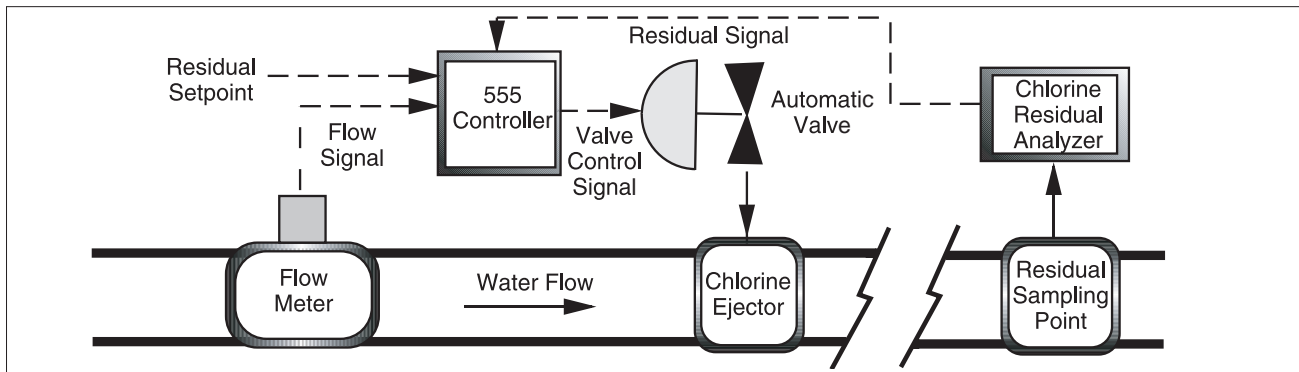 Residual Signal
Residual
Setpoint
555
Controller
Flow
Signal
Valve
Control
Signal
Automatic
Valve
Chlorine
Residual
Analyzer
Flow
Meter
Water Flow
Chlorine
Ejector
Residual
Sampling
Point